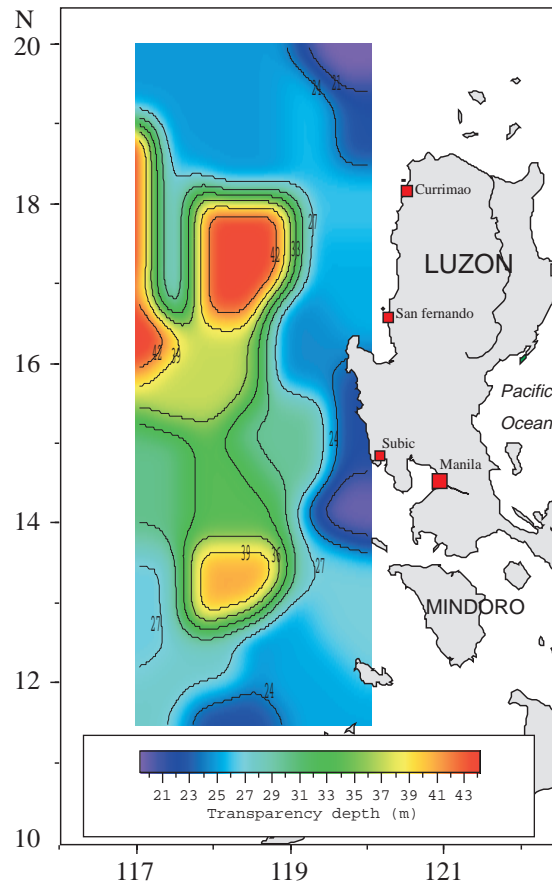 N
20
21
21
18
Currimao
27
33
42
LUZON
San fernando
42
39
16
Pacific
Ocean
24
Subic
Manila
14
39
36
27
27
MINDORO
12
24
21 23 25 27 29 31 33 35 37 39 41 43
Transparency depth (m)
10
117 119 121